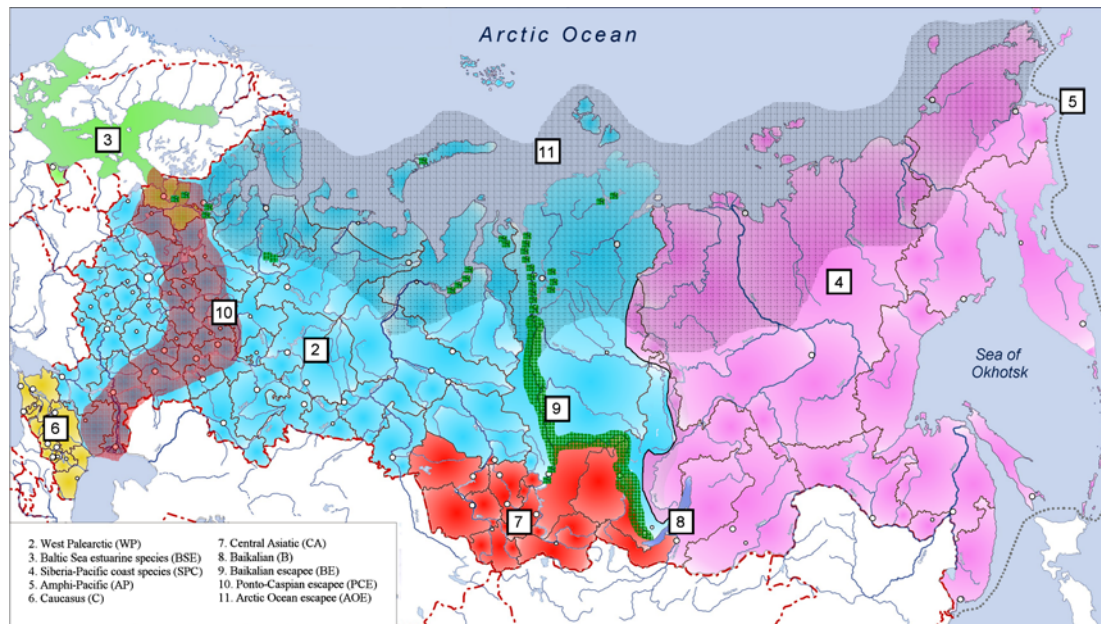 Arctic Ocean
5
3
11
4
10
2
Sea of
Okhotsk
9
6
7
8
2. West Palearctic (WP)
3. Baltic Sea estuarine species (BSE)
4. Siberia-Pacific coast species (SPC)
5. Amphi-Pacific (AP)
6. Caucasus (C)
7. Central Asiatic (CA)
8. Baikalian (B)
9. Baikalian escapee (BE)
10. Ponto-Caspian escapee (PCE)
11. Arctic Ocean escapee (AOE)